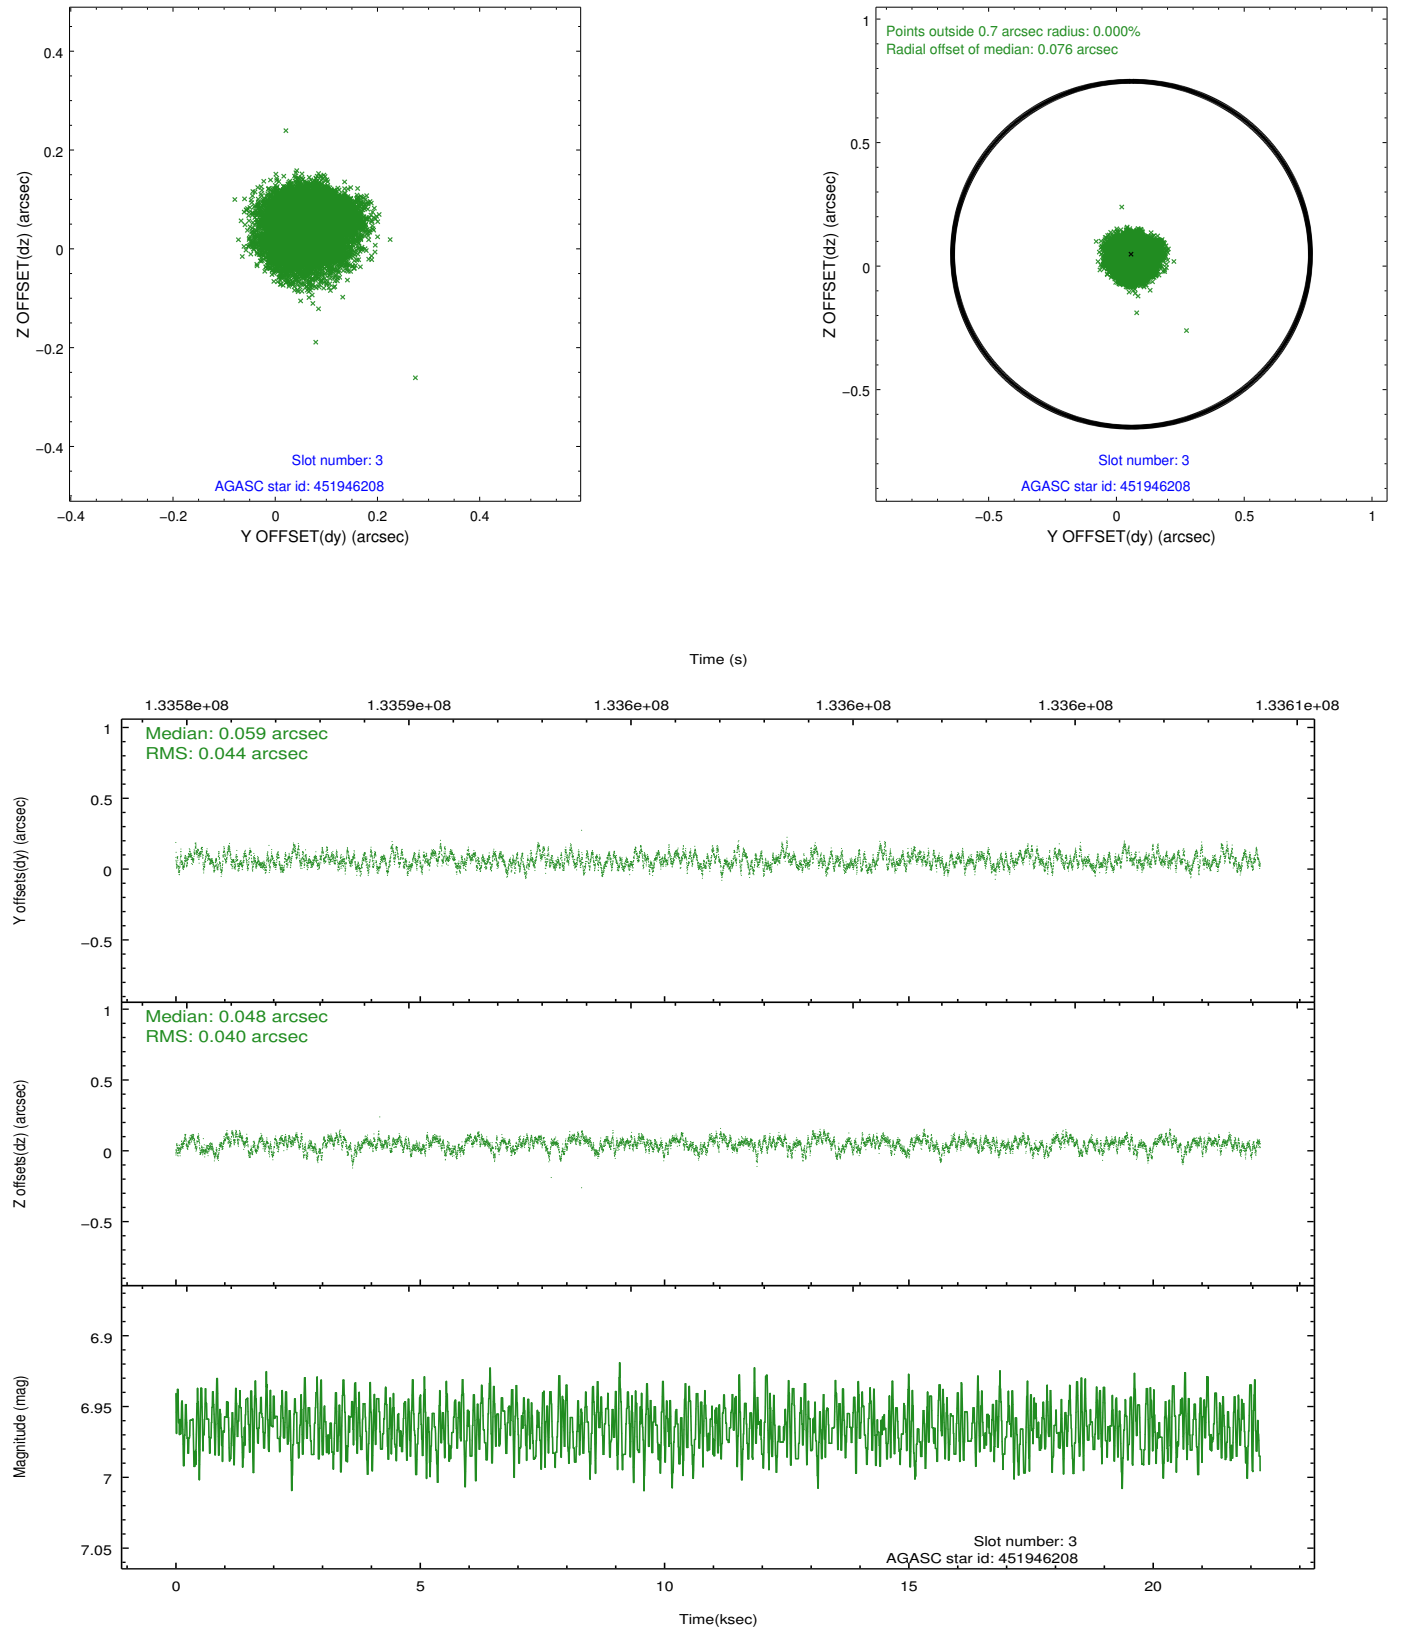 0.4
0.2
0
−0.2
−0.4
Z OFFSET(dz) (arcsec)
Slot number: 3
AGASC star id: 451946208
−0.4 −0.2 0 0.2 0.4
Y OFFSET(dy) (arcsec)
Points outside 0.7 arcsec radius: 0.000%
Radial offset of median: 0.076 arcsec
1
0.5
0
−0.5
Z OFFSET(dz) (arcsec)
Slot number: 3
AGASC star id: 451946208
−0.5 0 0.5 1
Y OFFSET(dy) (arcsec)
Time (s)
1.3358e+08 1.3359e+08 1.336e+08 1.336e+08 1.336e+08 1.3361e+08
Median: 0.059 arcsec
RMS: 0.044 arcsec
1
0.5
0
−0.5
Y offsets(dy) (arcsec)
Median: 0.048 arcsec
RMS: 0.040 arcsec
1
0.5
0
−0.5
Z offsets(dz) (arcsec)
6.9
6.95
7
7.05
Magnitude (mag)
Slot number: 3
AGASC star id: 451946208
0 5 10 15 20
Time(ksec)